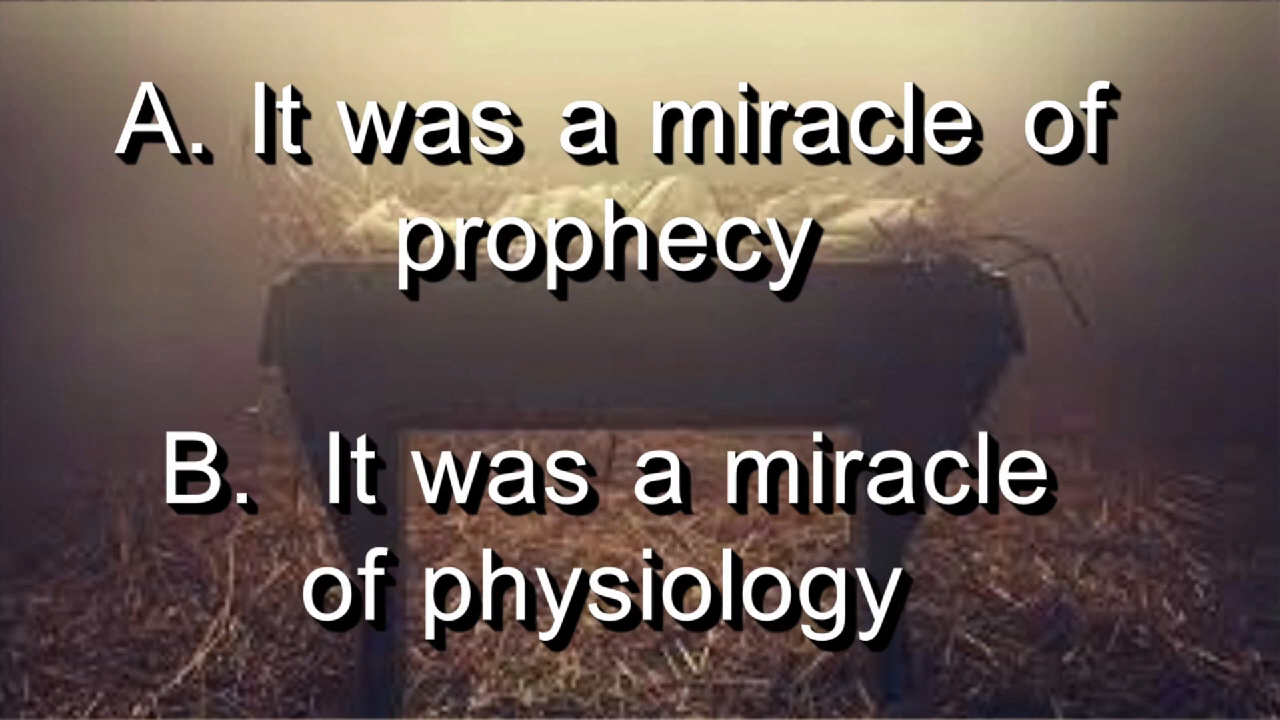 A. It was a miracle of
prophecy
B. It was a miracle
of physiology